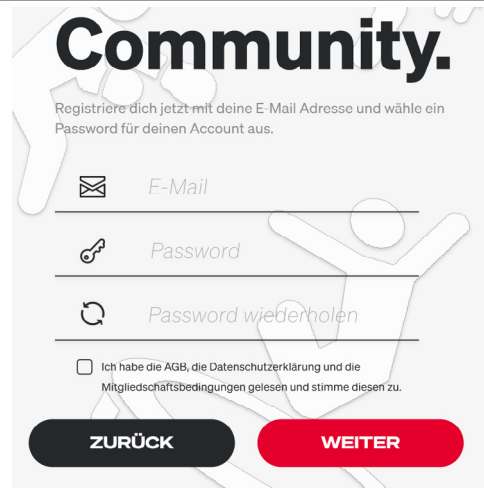 Community.
Registriere dich jetzt mit deine E-Mail Adresse und wähle ein
Password für deinen Account aus.
E-Mail
Password
Password wiederholen
Ich habe die AGB, die Datenschutzerklärung und die
Mitgliedschaftsbedingungen gelesen und stimme diesen zu.
ZURÜCK
WEITER